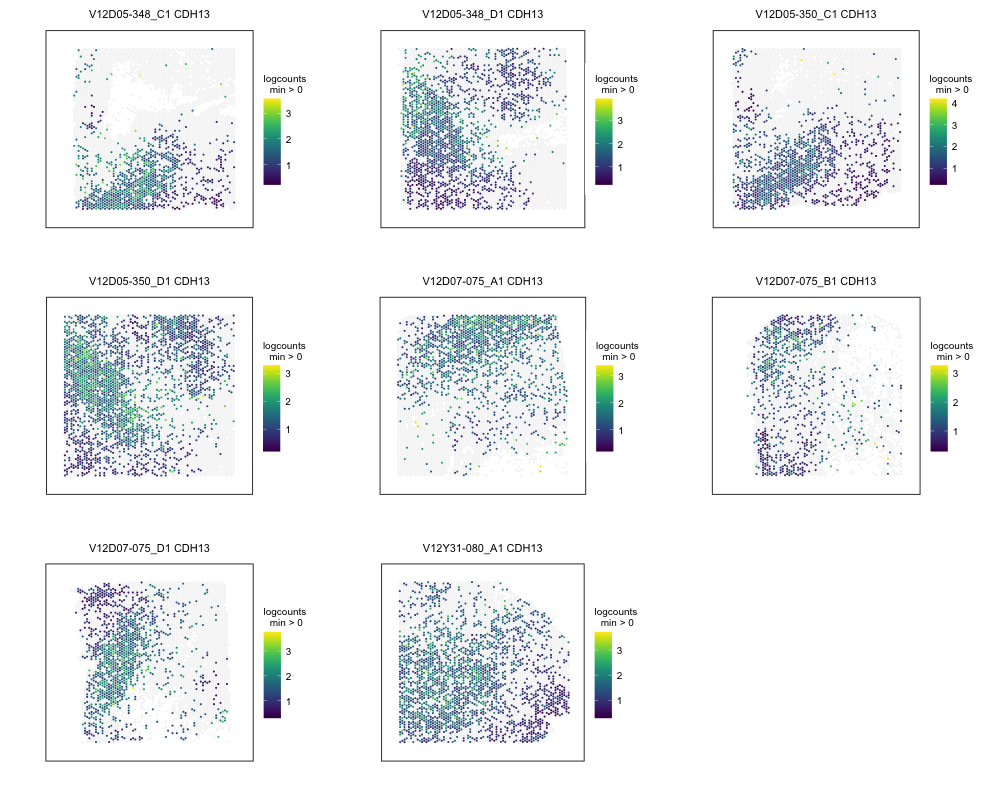 V12D05-348_C1 CDH13
logcounts
min > 0
3
2
1
V12D05-348_D1 CDH13
logcounts
min > 0
3
2
1
V12D05-350_C1 CDH13
logcounts
min > 0
4
3
2
1
V12D05-350_D1 CDH13
logcounts
min > 0
3
2
1
V12D07-075_A1 CDH13
logcounts
min > 0
3
2
1
V12D07-075_B1 CDH13
logcounts
min > 0
3
2
1
V12D07-075_D1 CDH13
logcounts
min > 0
3
2
1
V12Y31-080_A1 CDH13
logcounts
min > 0
3
2
1